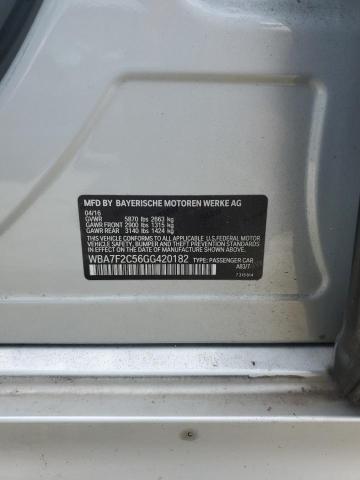 MFD BY BAYERISCHE MOTOREN WERKE AG
04/16
GVWR 5870 lbs 2663 kg
GAWR FRONT 2900 lbs 1315 kg
GAWR REAR 3140 lbs 1424 kg
THIS VEHICLE CONFORMS TO ALL APPLICABLE U.S. FEDERAL MOTOR
VEHICLE SAFETY, BUMPER, AND THEFT PREVENTION STANDARDS
IN EFFECT ON THE DATE OF MANUFACTURE SHOWN ABOVE.
WBA7F2C56GG420182 TYPE: PASSENGER CAR
A83/7